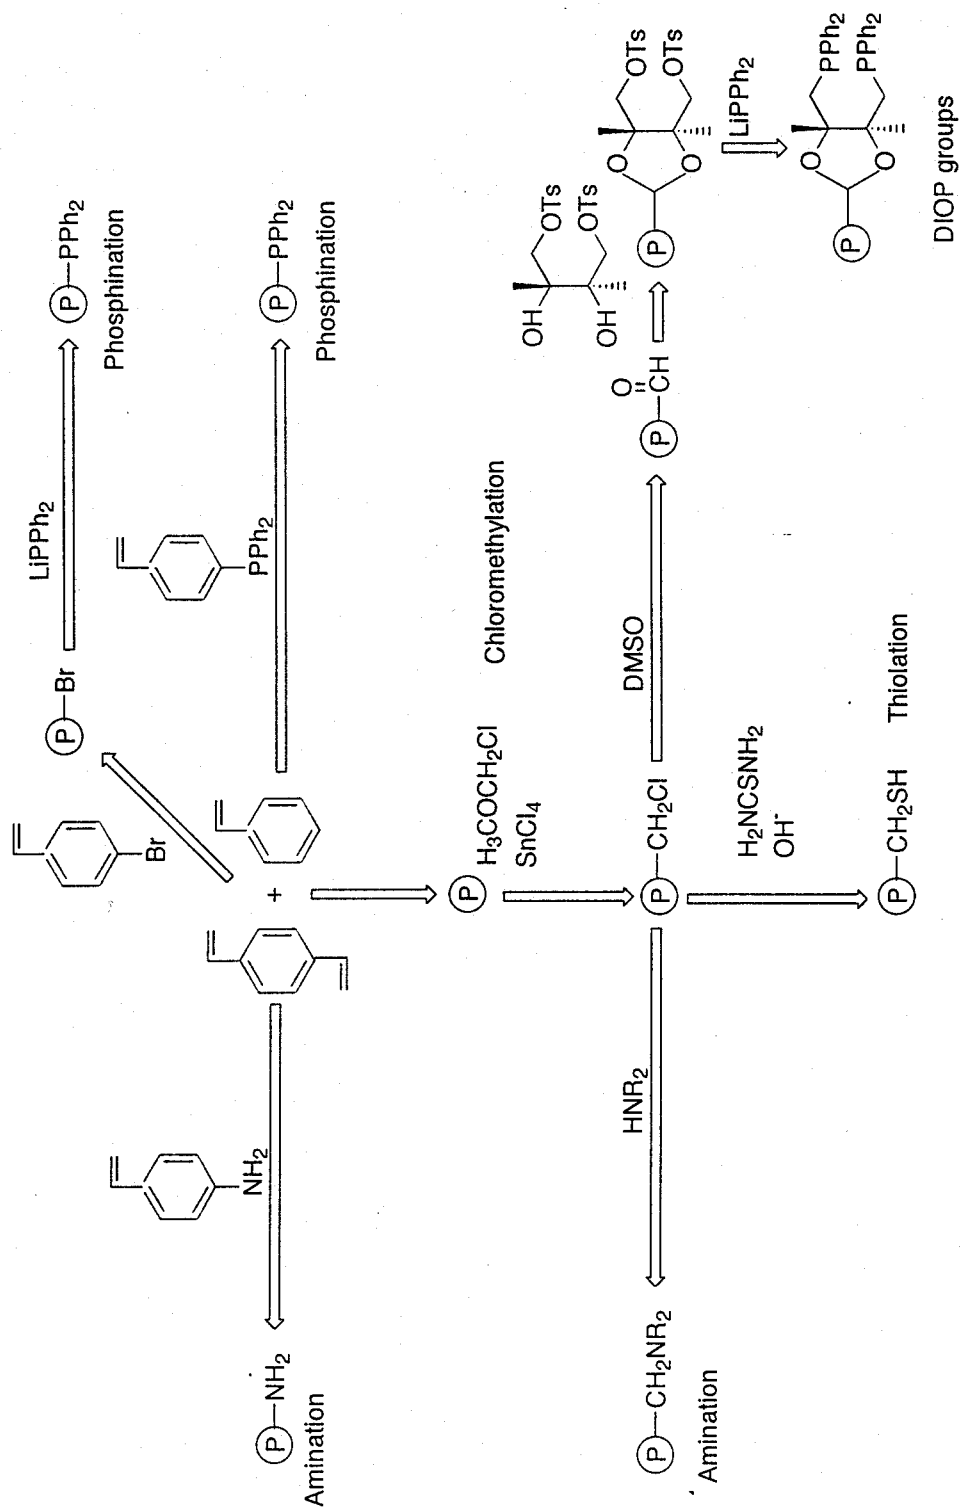 LiPPh₂
P—Br
P—PPh₂
Phosphination
Br
NH₂
PPh₂
P—NH₂
+
P—PPh₂
Amination
Phosphination
P
H₃COCH₂Cl
SnCl₄
Chloromethylation
OH
OTs
OH
OTs
HNR₂
DMSO
O
O
OTs
P—CH₂NR₂
P—CH₂Cl
P—CH
P
O
OTs
Amination
H₂NCSNH₂
OH⁻
LiPPh₂
O
PPh₂
P
O
PPh₂
P—CH₂SH
Thiolation
DIOP groups